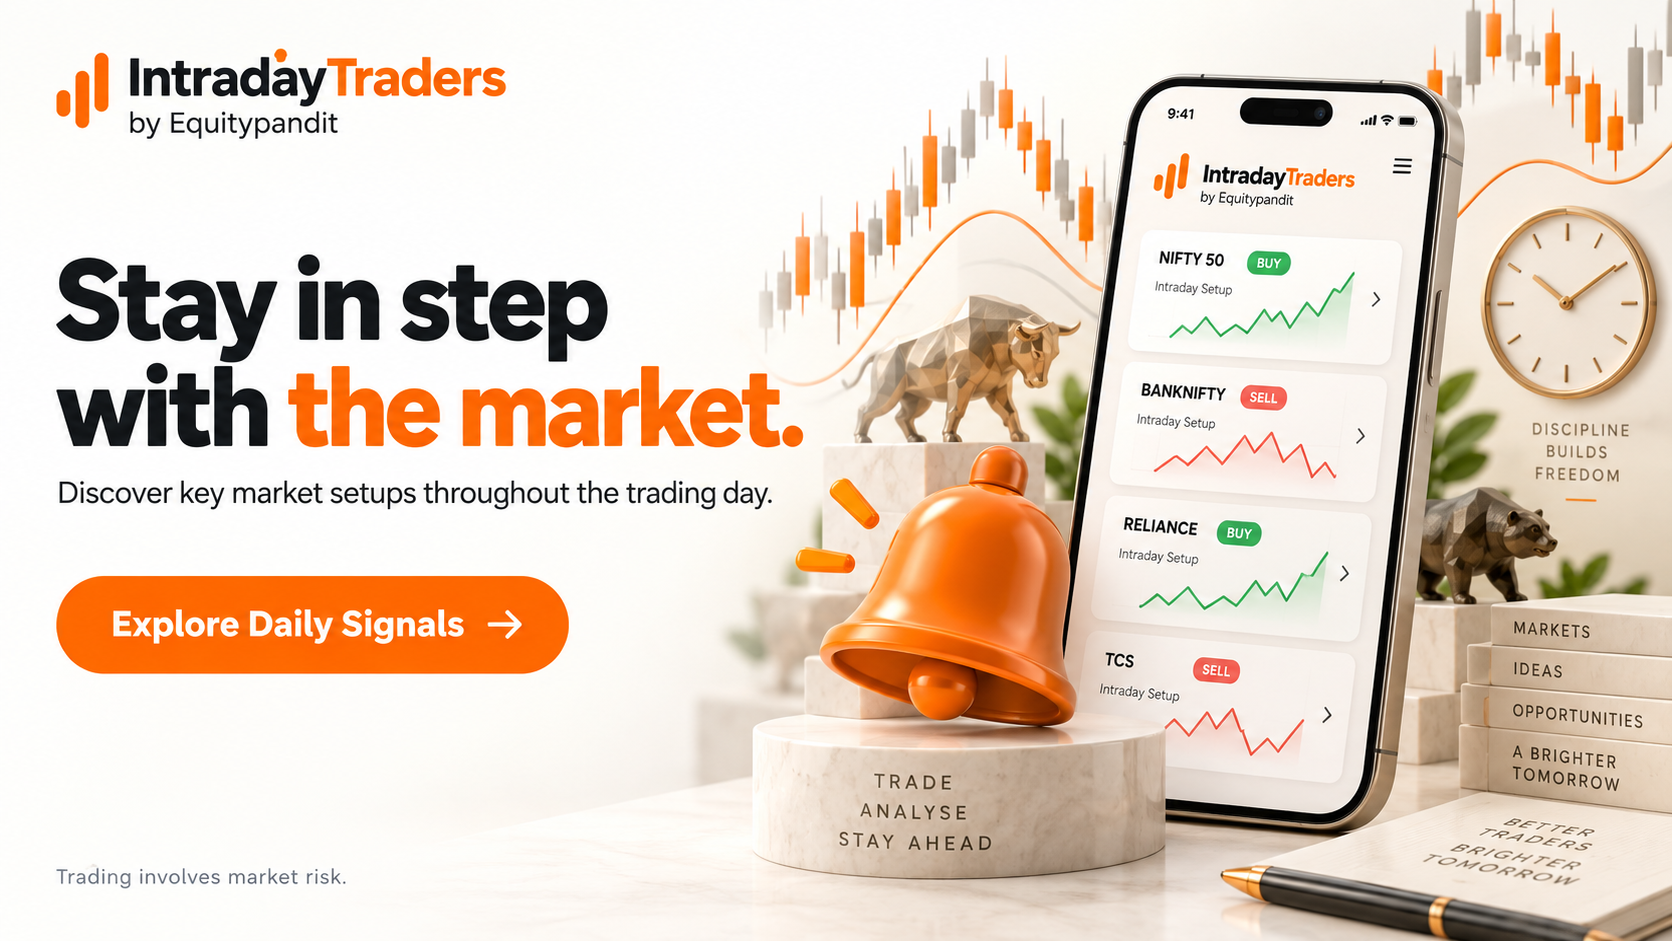 IntradayTraders
by Equitypandit
Stay in step
with the market.
Discover key market setups throughout the trading day.
Explore Daily Signals
Trading involves market risk.
9:41
IntradayTraders
by Equitypandit
NIFTY 50 BUY
Intraday Setup
BANKNIFTY SELL
Intraday Setup
RELIANCE BUY
Intraday Setup
TCS SELL
Intraday Setup
TRADE
ANALYSE
STAY AHEAD
DISCIPLINE
BUILDS
FREEDOM
MARKETS
IDEAS
OPPORTUNITIES
A BRIGHTER
TOMORROW
BETTER
TRADERS
BRIGHTER
TOMORROW